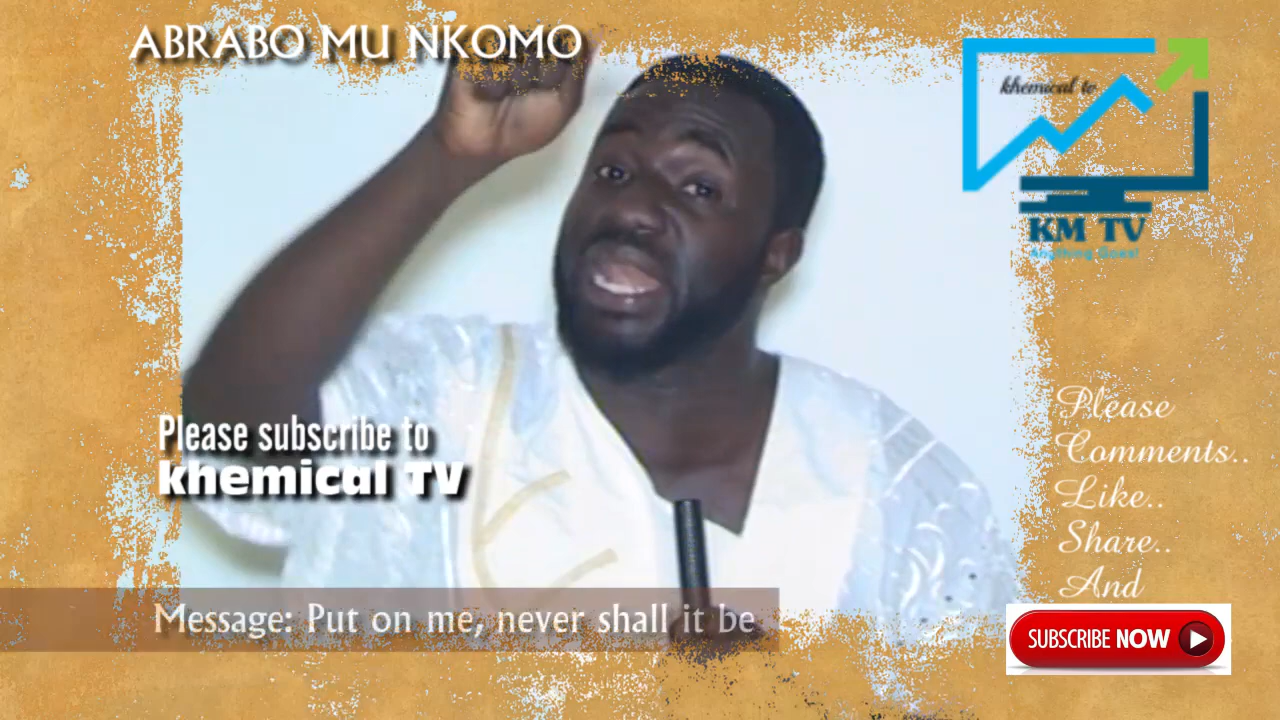 ABRABO MU NKOMO
khemical tv
KM TV
Anything Goes!
Please subscribe to
khemical TV
Please
Comments..
Like..
Share..
And
SUBSCRIBE NOW
Message: Put on me, never shall it be